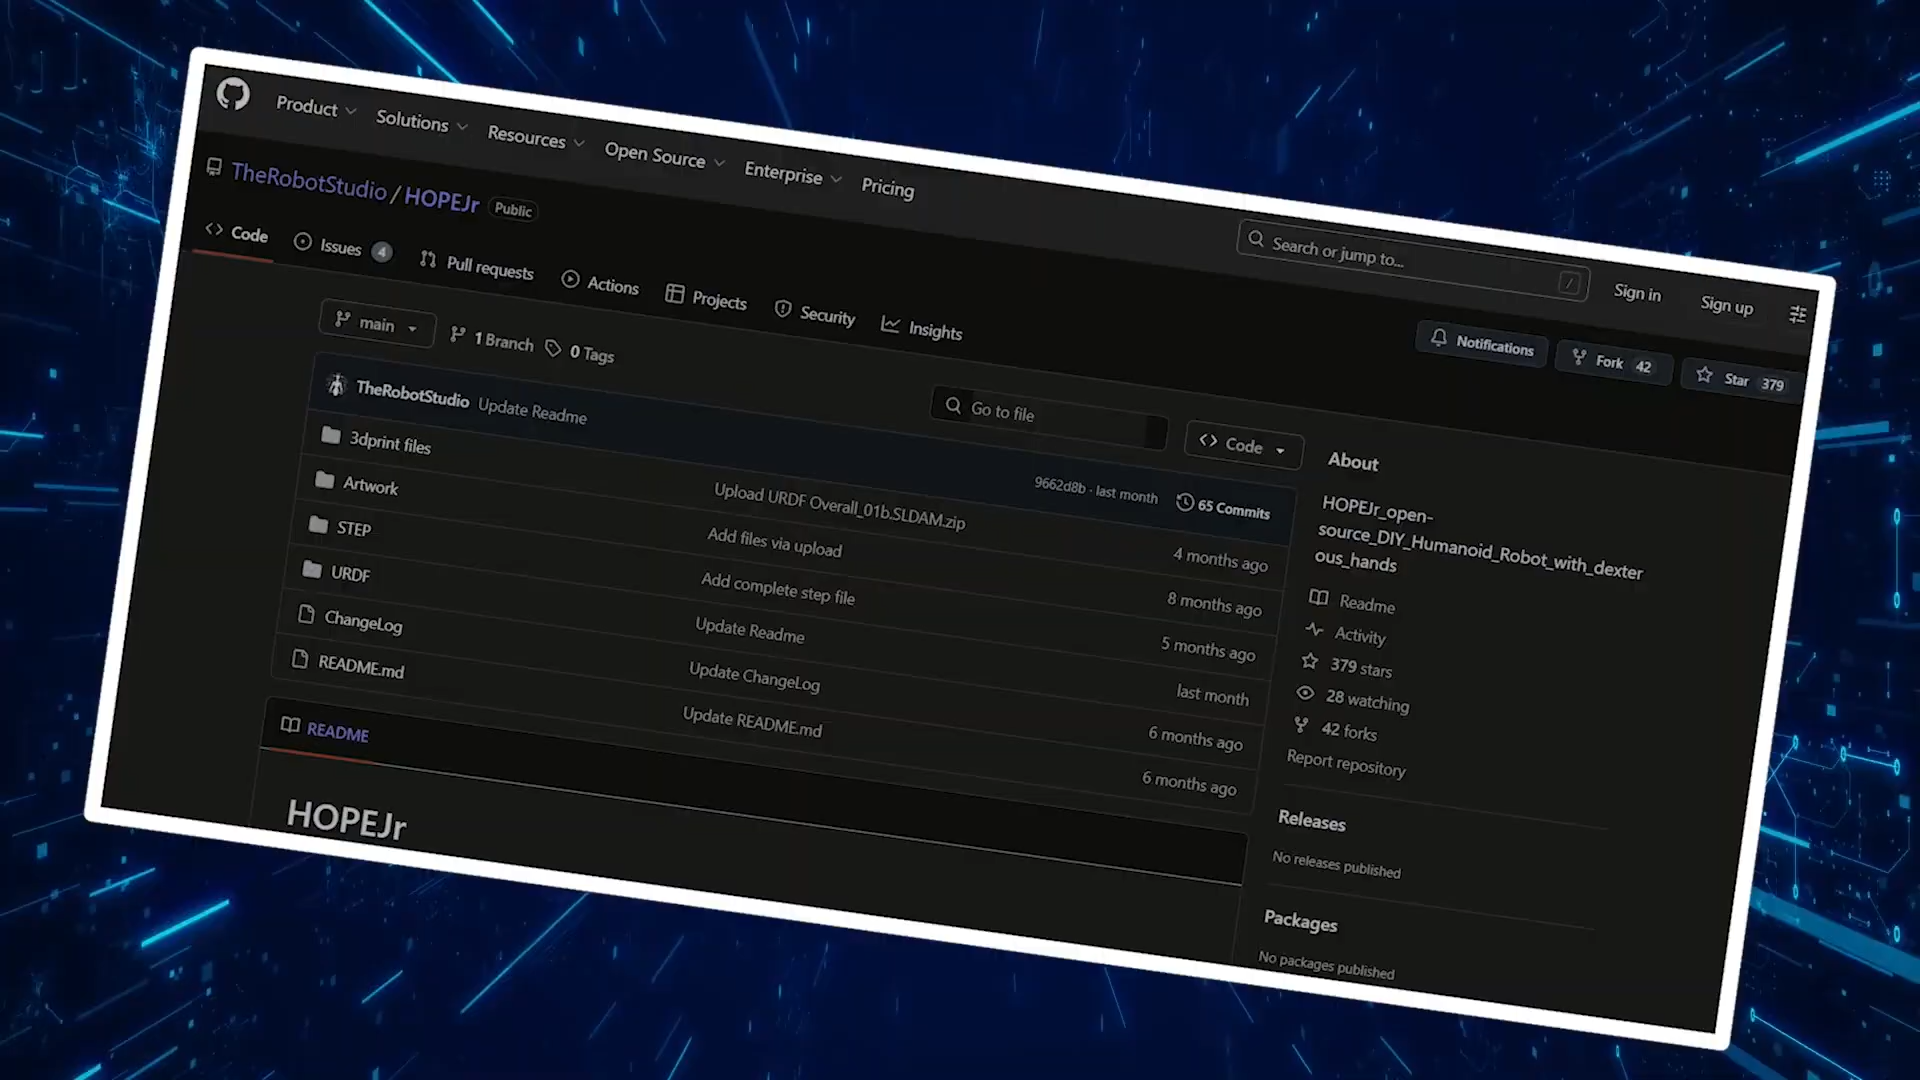 Product
Solutions
Resources
Open Source
Enterprise
Pricing
Search or jump to...
/
Sign in
Sign up
TheRobotStudio / HOPEJr Public
Notifications
Fork 42
Star 379
Code
Issues 4
Pull requests
Actions
Projects
Security
Insights
main
1 Branch
0 Tags
Go to file
Code
TheRobotStudio Update Readme
9662d8b · last month
65 Commits
3dprint files
Upload URDF Overall_01b.SLDAM.zip
4 months ago
Artwork
Add files via upload
8 months ago
STEP
Add complete step file
5 months ago
URDF
Update Readme
last month
ChangeLog
Update ChangeLog
6 months ago
README.md
Update README.md
6 months ago
README
HOPEJr
About
HOPEJr_open-
source_DIY_Humanoid_Robot_with_dexter
ous_hands
Readme
Activity
379 stars
28 watching
42 forks
Report repository
Releases
No releases published
Packages
No packages published